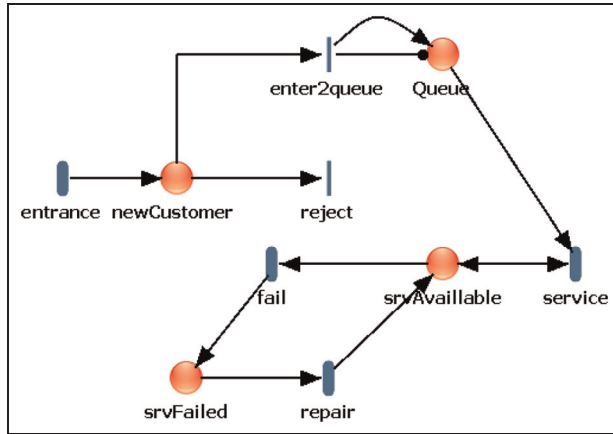 enter2queue Queue
entrance newCustomer reject
fail srvAvaillable service
srvFailed repair